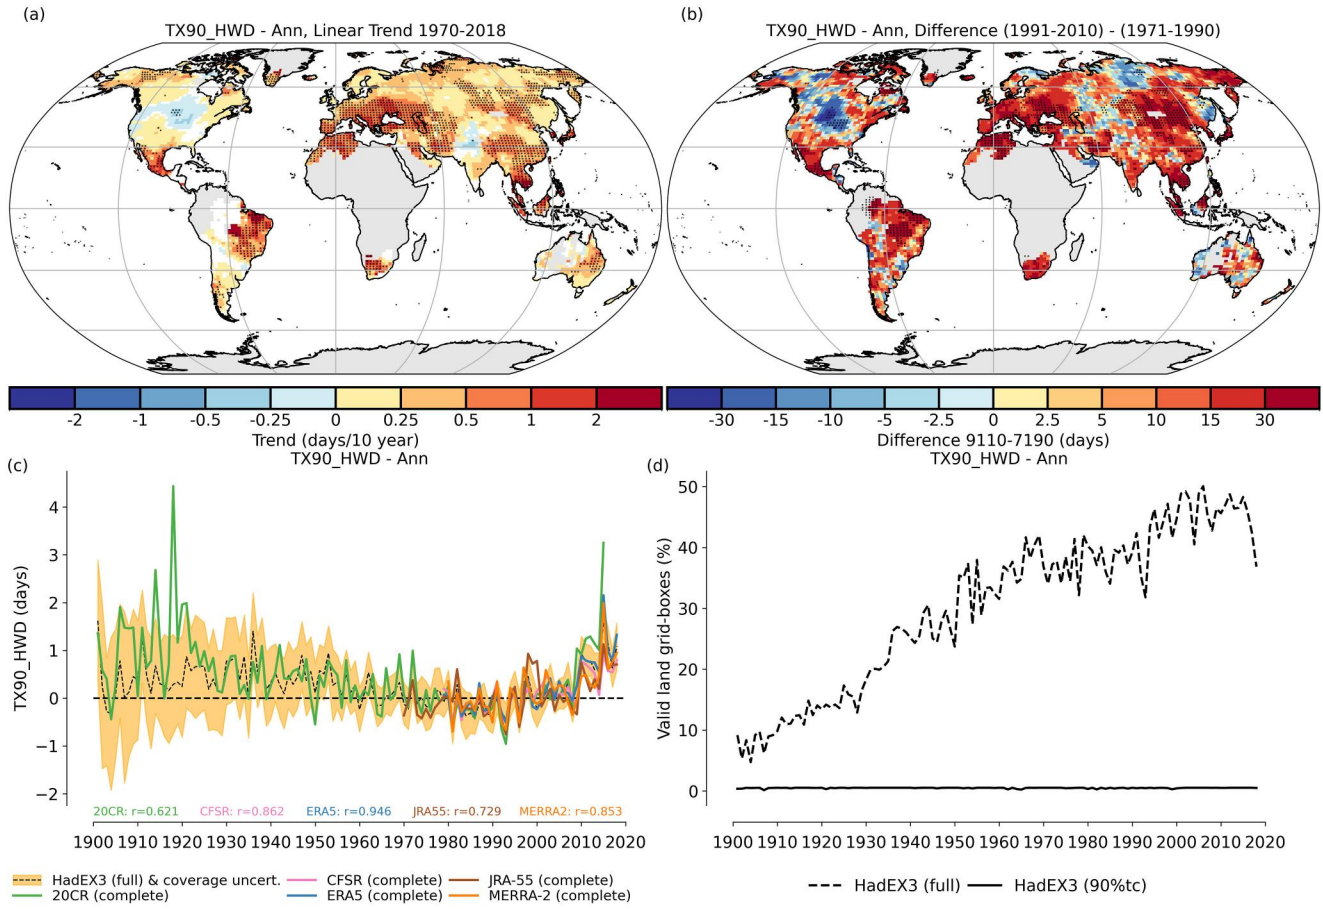 (a)
TX90_HWD - Ann, Linear Trend 1970-2018
-2 -1 -0.5 -0.25 0 0.25 0.5 1 2
Trend (days/10 year)
(b)
TX90_HWD - Ann, Difference (1991-2010) - (1971-1990)
-30 -15 -10 -5 -2.5 0 2.5 5 10 15 30
Difference 9110-7190 (days)
(c)
TX90_HWD - Ann
TX90_HWD (days)
4
3
2
1
0
-1
-2
20CR: r=0.621 CFSR: r=0.862 ERA5: r=0.946 JRA55: r=0.729 MERRA2: r=0.853
1900 1910 1920 1930 1940 1950 1960 1970 1980 1990 2000 2010 2020
HadEX3 (full) & coverage uncert. CFSR (complete) JRA-55 (complete)
20CR (complete) ERA5 (complete) MERRA-2 (complete)
(d)
TX90_HWD - Ann
Valid land grid-boxes (%)
50
40
30
20
10
0
1900 1910 1920 1930 1940 1950 1960 1970 1980 1990 2000 2010 2020
HadEX3 (full) HadEX3 (90%tc)